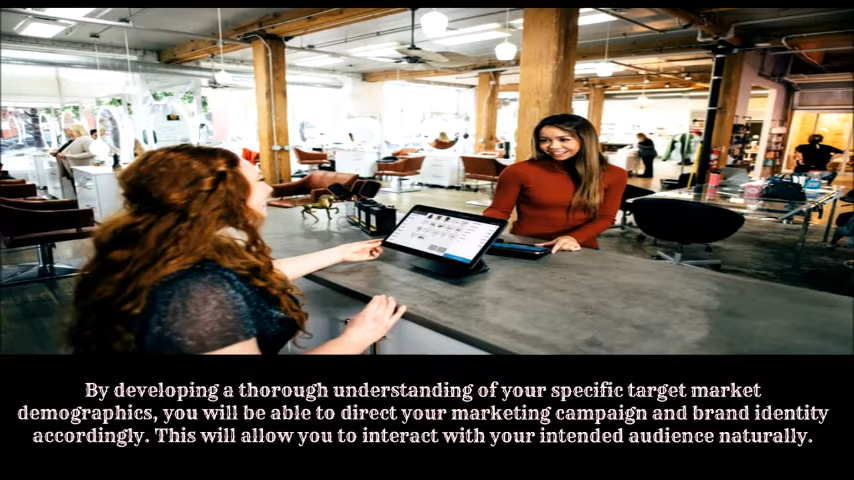 By developing a thorough understanding of your specific target market
demographics, you will be able to direct your marketing campaign and brand identity
accordingly. This will allow you to interact with your intended audience naturally.